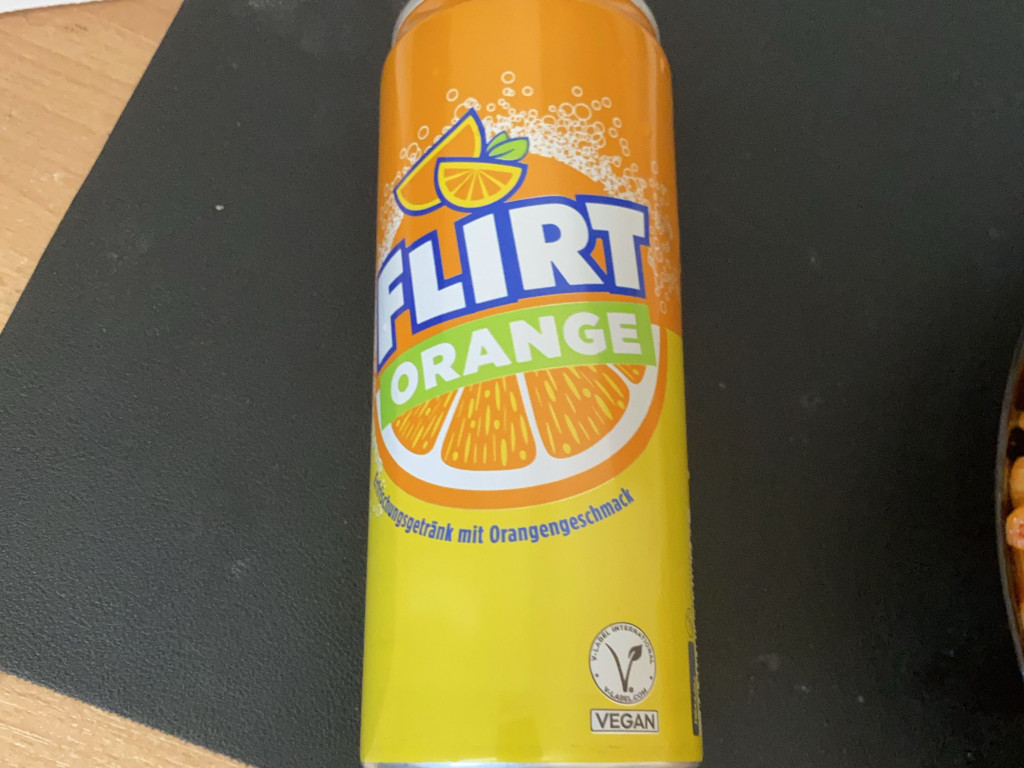 FLIRT
ORANGE
Erfrischungsgetränk mit Orangengeschmack
V-LABEL INTERNATIONAL
V-LABEL.COM
VEGAN